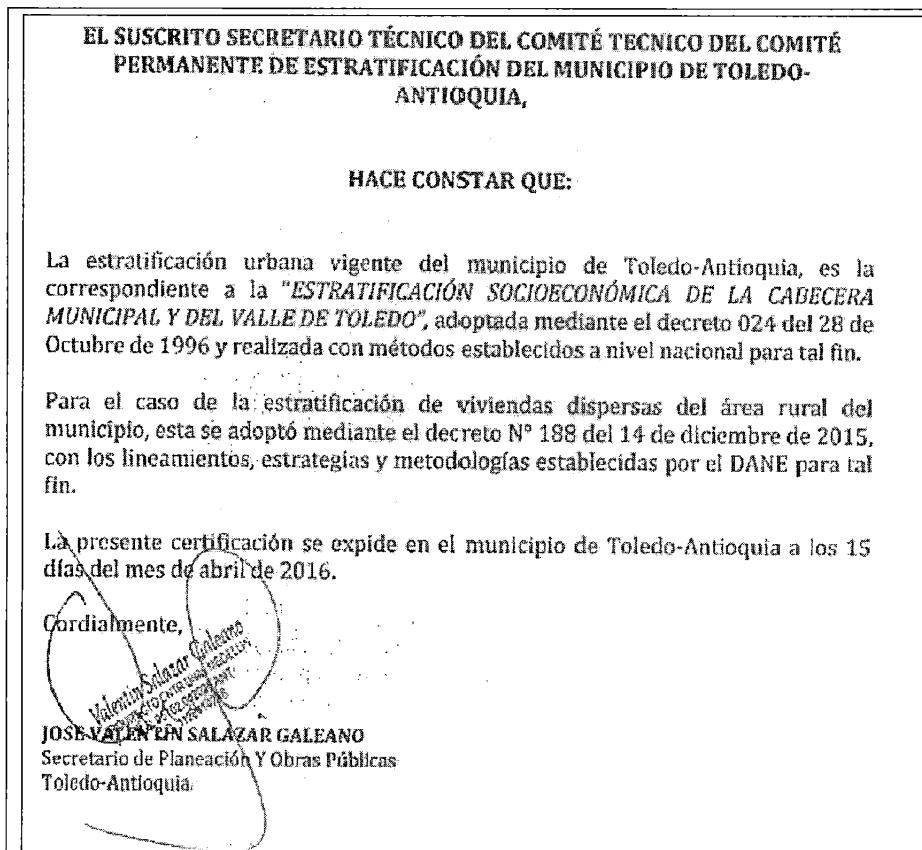 EL SUSCRITO SECRETARIO TÉCNICO DEL COMITÉ TECNICO DEL COMITÉ
PERMANENTE DE ESTRATIFICACIÓN DEL MUNICIPIO DE TOLEDO-
ANTIOQUIA,
HACE CONSTAR QUE:
La estratificación urbana vigente del municipio de Toledo-Antioquia, es la
correspondiente a la "ESTRATIFICACIÓN SOCIOECONÓMICA DE LA CABECERA
MUNICIPAL Y DEL VALLE DE TOLEDO", adoptada mediante el decreto 024 del 28 de
Octubre de 1996 y realizada con métodos establecidos a nivel nacional para tal fin.
Para el caso de la estratificación de viviendas dispersas del área rural del
municipio, esta se adoptó mediante el decreto N° 188 del 14 de diciembre de 2015,
con los lineamientos, estrategias y metodologías establecidas por el DANE para tal
fin.
La presente certificación se expide en el municipio de Toledo-Antioquia a los 15
días del mes de abril de 2016.
Cordialmente,
Valentin Salazar Galeano
JOSE VALENTIN SALAZAR GALEANO
Secretario de Planeación Y Obras Públicas
Toledo-Antioquia